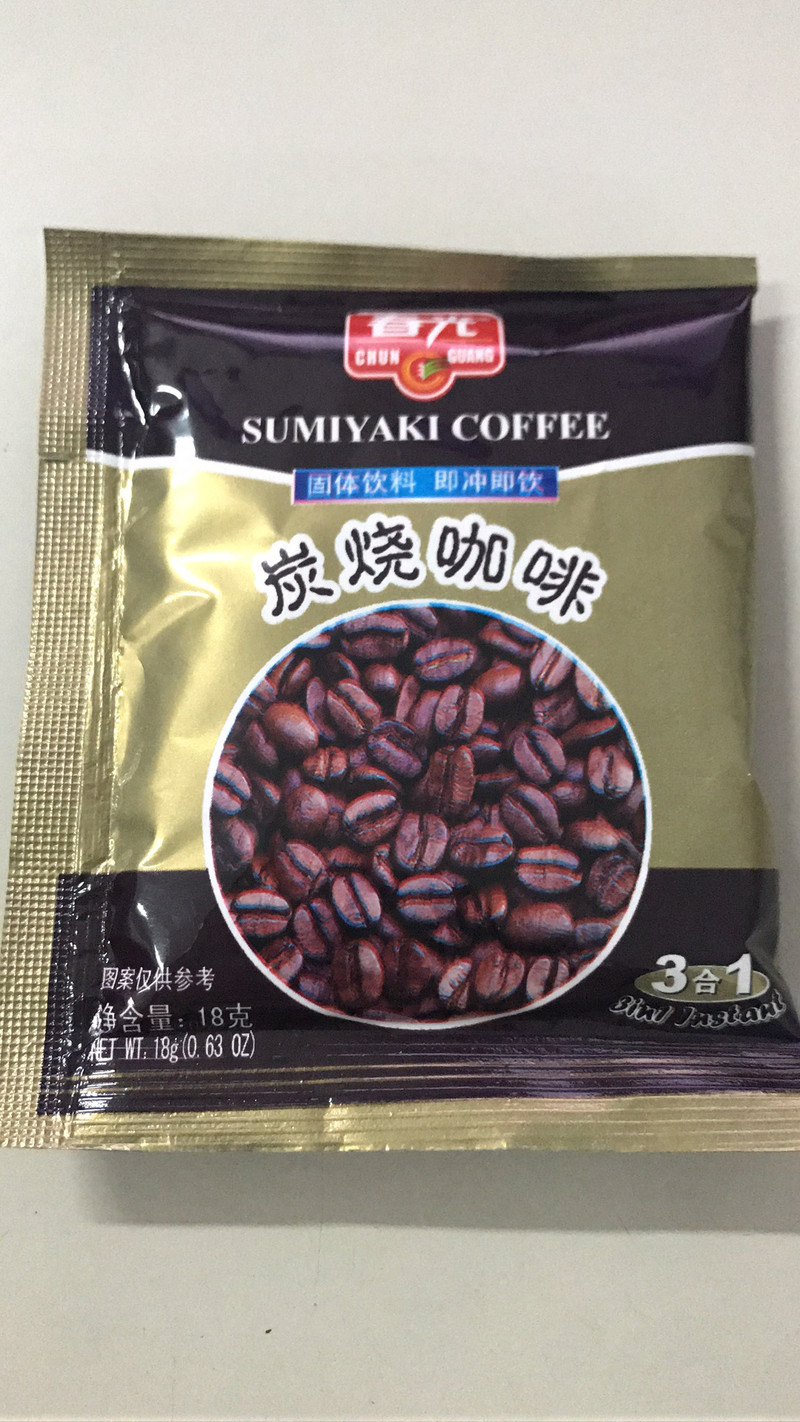 春光
CHUN GUANG
SUMIYAKI COFFEE
固体饮料 即冲即饮
炭烧咖啡
图案仅供参考
净含量：18克
NET WT. 18g(0.63 OZ)
3合1
3in1 Instant